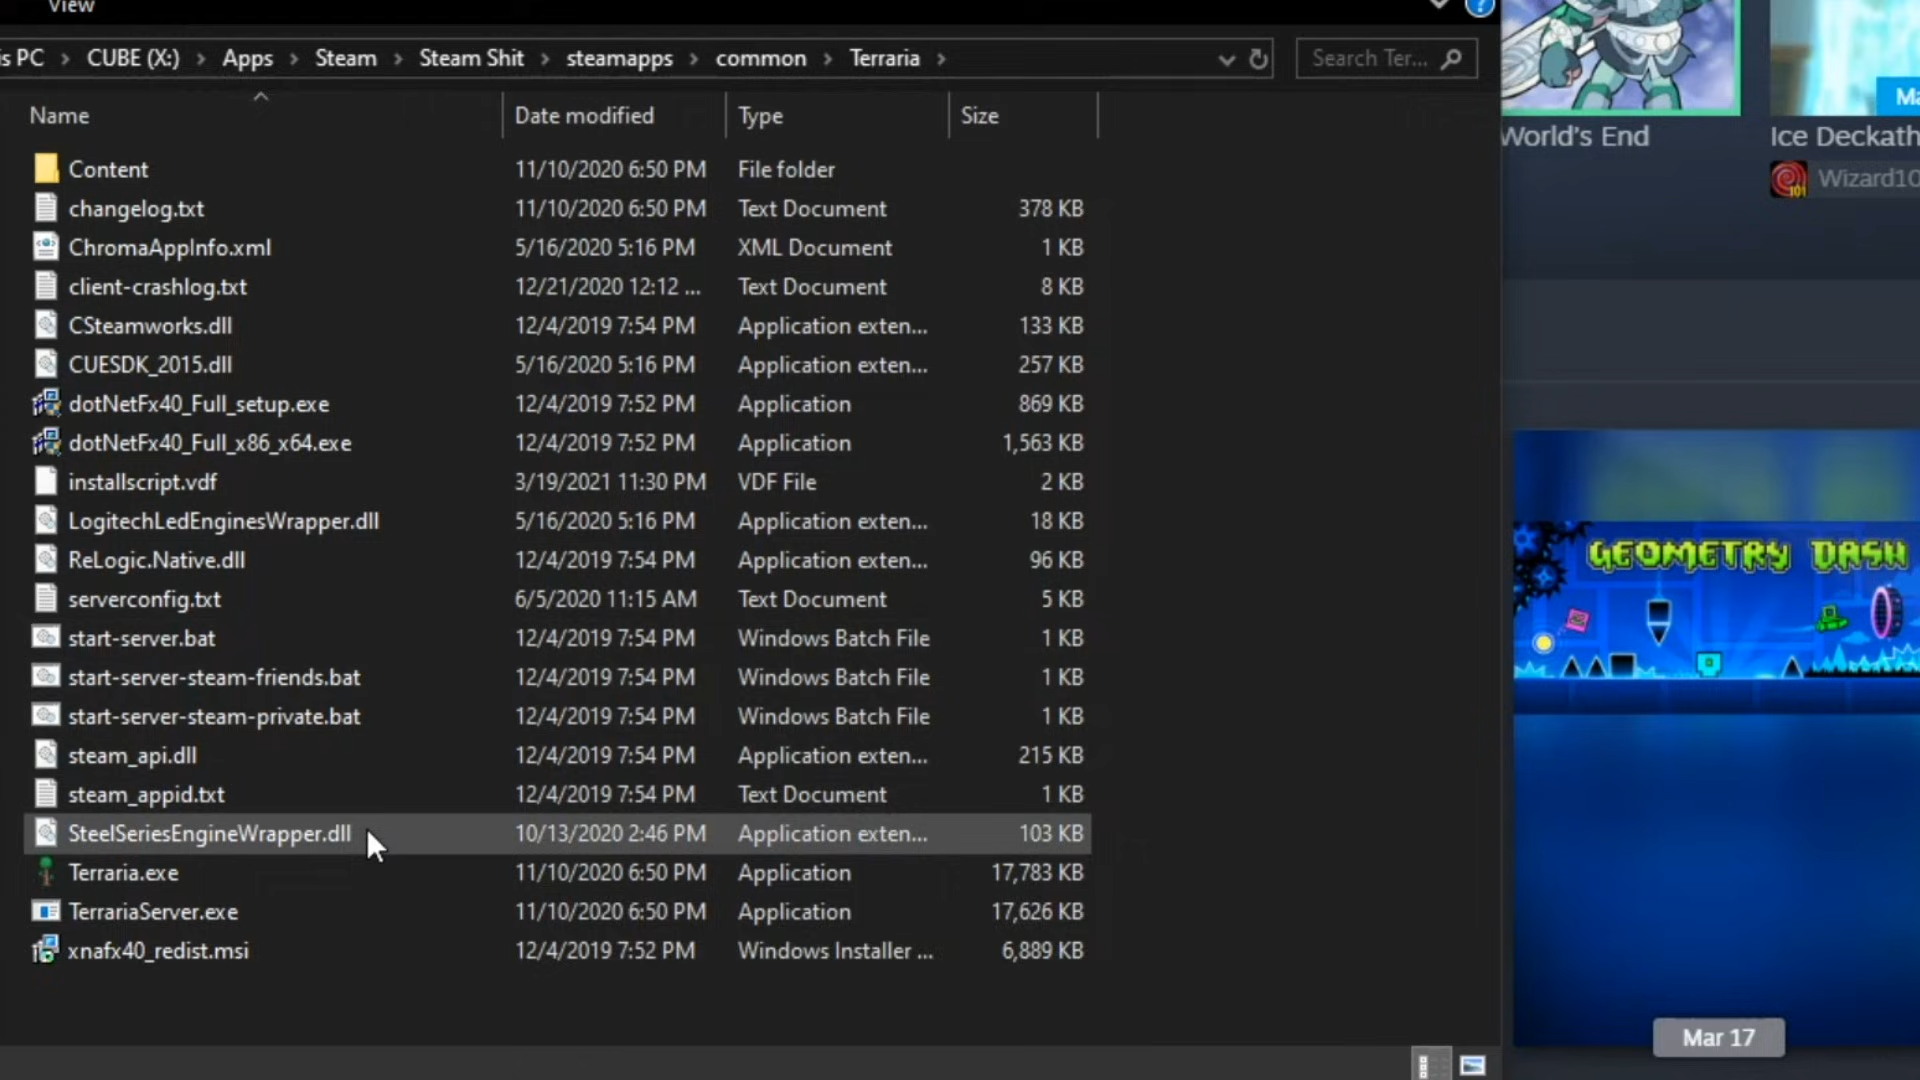 View
is PC > CUBE (X:) > Apps > Steam > Steam Shit > steamapps > common > Terraria >
Search Ter...
Name Date modified Type Size
Content 11/10/2020 6:50 PM File folder
changelog.txt 11/10/2020 6:50 PM Text Document 378 KB
ChromaAppInfo.xml 5/16/2020 5:16 PM XML Document 1 KB
client-crashlog.txt 12/21/2020 12:12 ... Text Document 8 KB
CSteamworks.dll 12/4/2019 7:54 PM Application exten... 133 KB
CUESDK_2015.dll 5/16/2020 5:16 PM Application exten... 257 KB
dotNetFx40_Full_setup.exe 12/4/2019 7:52 PM Application 869 KB
dotNetFx40_Full_x86_x64.exe 12/4/2019 7:52 PM Application 1,563 KB
installscript.vdf 3/19/2021 11:30 PM VDF File 2 KB
LogitechLedEnginesWrapper.dll 5/16/2020 5:16 PM Application exten... 18 KB
ReLogic.Native.dll 12/4/2019 7:54 PM Application exten... 96 KB
serverconfig.txt 6/5/2020 11:15 AM Text Document 5 KB
start-server.bat 12/4/2019 7:54 PM Windows Batch File 1 KB
start-server-steam-friends.bat 12/4/2019 7:54 PM Windows Batch File 1 KB
start-server-steam-private.bat 12/4/2019 7:54 PM Windows Batch File 1 KB
steam_api.dll 12/4/2019 7:54 PM Application exten... 215 KB
steam_appid.txt 12/4/2019 7:54 PM Text Document 1 KB
SteelSeriesEngineWrapper.dll 10/13/2020 2:46 PM Application exten... 103 KB
Terraria.exe 11/10/2020 6:50 PM Application 17,783 KB
TerrariaServer.exe 11/10/2020 6:50 PM Application 17,626 KB
xnafx40_redist.msi 12/4/2019 7:52 PM Windows Installer ... 6,889 KB
Ma
World's End
Ice Deckath
Wizard10
GEOMETRY DASH
Mar 17